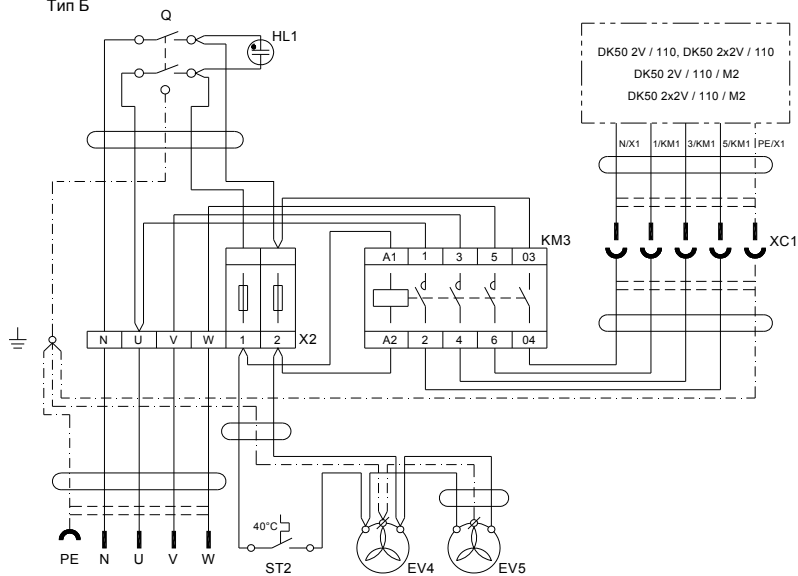 Тип Б
Q
HL1
DK50 2V / 110, DK50 2x2V / 110
DK50 2V / 110 / M2
DK50 2x2V / 110 / M2
N/X1 1/KM1 3/KM1 5/KM1 PE/X1
XC1
KM3
A1 1 3 5 03
N U V W 1 2 X2
A2 2 4 6 04
40°C
PE N U V W
ST2 EV4 EV5